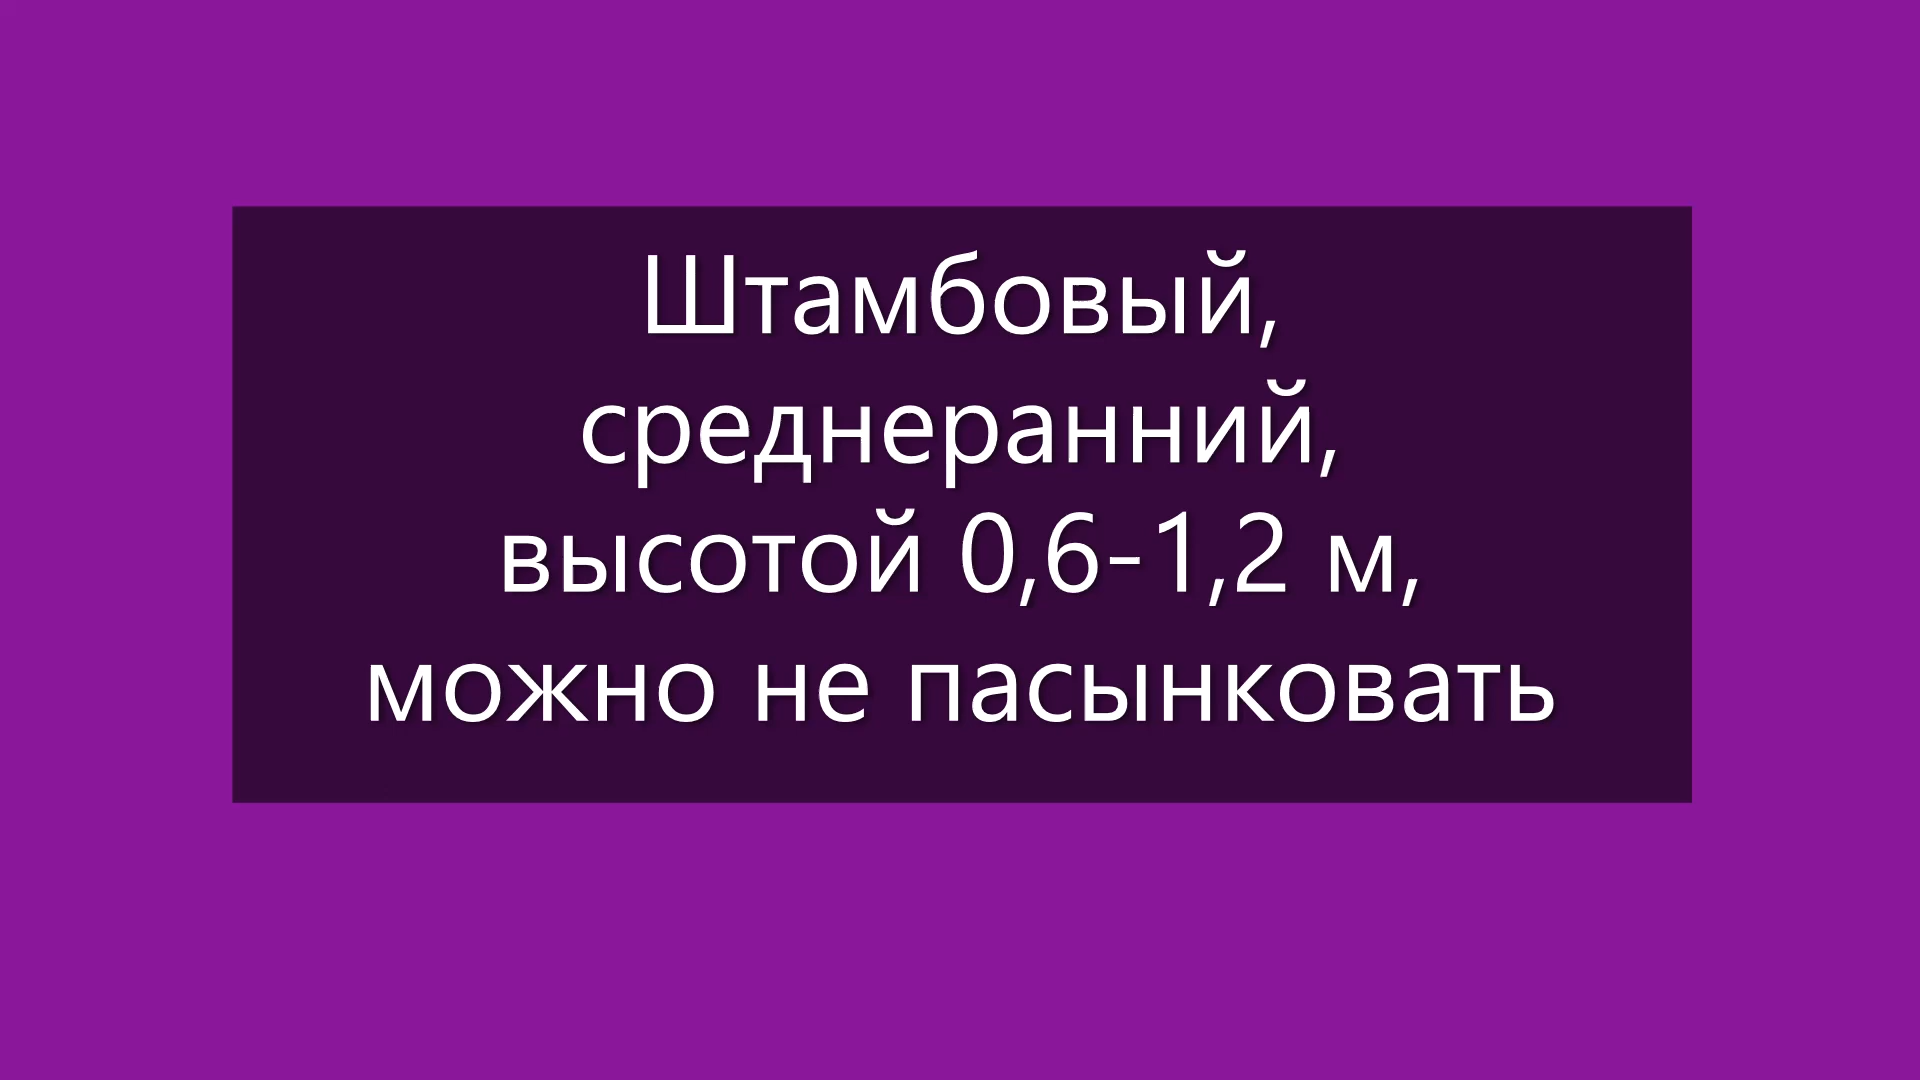 Штамбовый,
среднеранний,
высотой 0,6-1,2 м,
можно не пасынковать